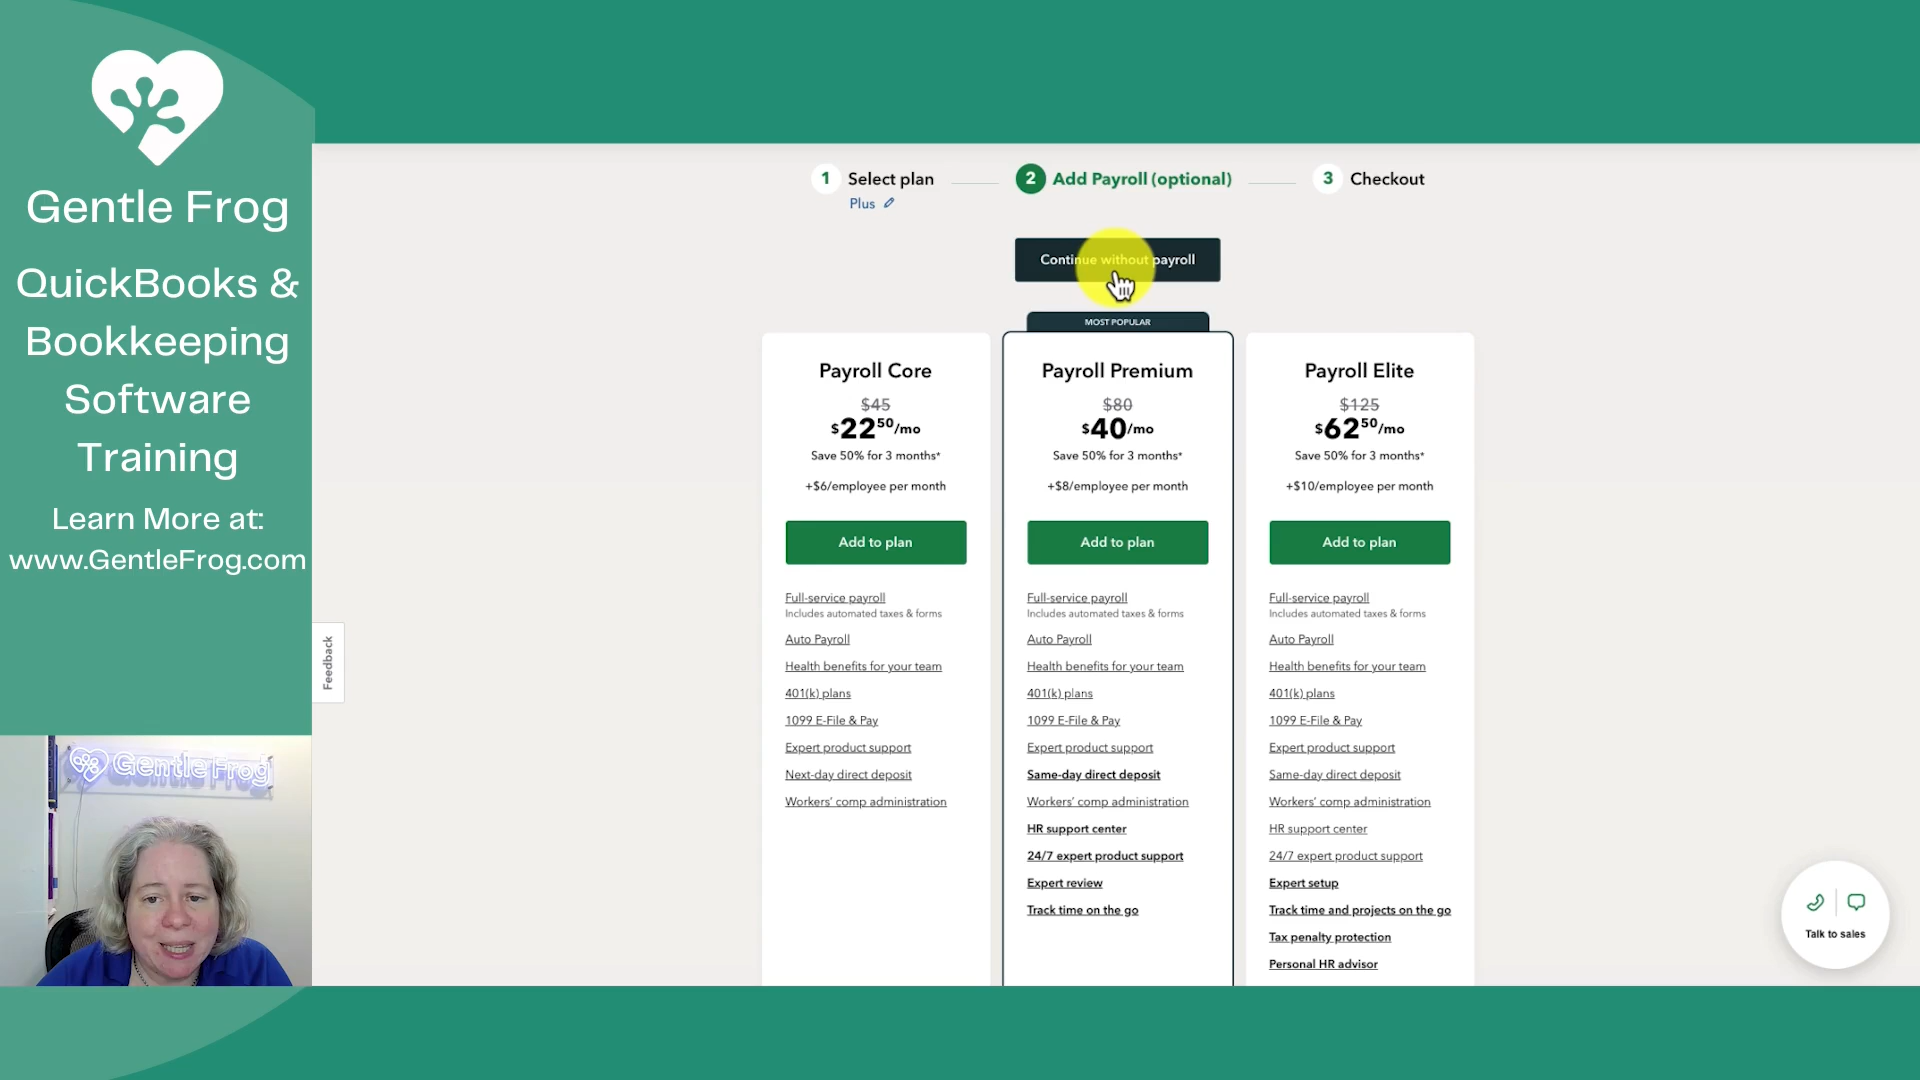 Gentle Frog
QuickBooks &
Bookkeeping
Software
Training
Learn More at:
www.GentleFrog.com
Gentle Frog
1 Select plan
Plus
2 Add Payroll (optional)
3 Checkout
Continue without payroll
MOST POPULAR
Payroll Core
$45
$22⁵⁰/mo
Save 50% for 3 months*
+$6/employee per month
Add to plan
Full-service payroll
Includes automated taxes & forms
Auto Payroll
Health benefits for your team
401(k) plans
1099 E-File & Pay
Expert product support
Next-day direct deposit
Workers' comp administration
Payroll Premium
$80
$40/mo
Save 50% for 3 months*
+$8/employee per month
Add to plan
Full-service payroll
Includes automated taxes & forms
Auto Payroll
Health benefits for your team
401(k) plans
1099 E-File & Pay
Expert product support
Same-day direct deposit
Workers' comp administration
HR support center
24/7 expert product support
Expert review
Track time on the go
Payroll Elite
$125
$62⁵⁰/mo
Save 50% for 3 months*
+$10/employee per month
Add to plan
Full-service payroll
Includes automated taxes & forms
Auto Payroll
Health benefits for your team
401(k) plans
1099 E-File & Pay
Expert product support
Same-day direct deposit
Workers' comp administration
HR support center
24/7 expert product support
Expert setup
Track time and projects on the go
Tax penalty protection
Personal HR advisor
Feedback
Talk to sales